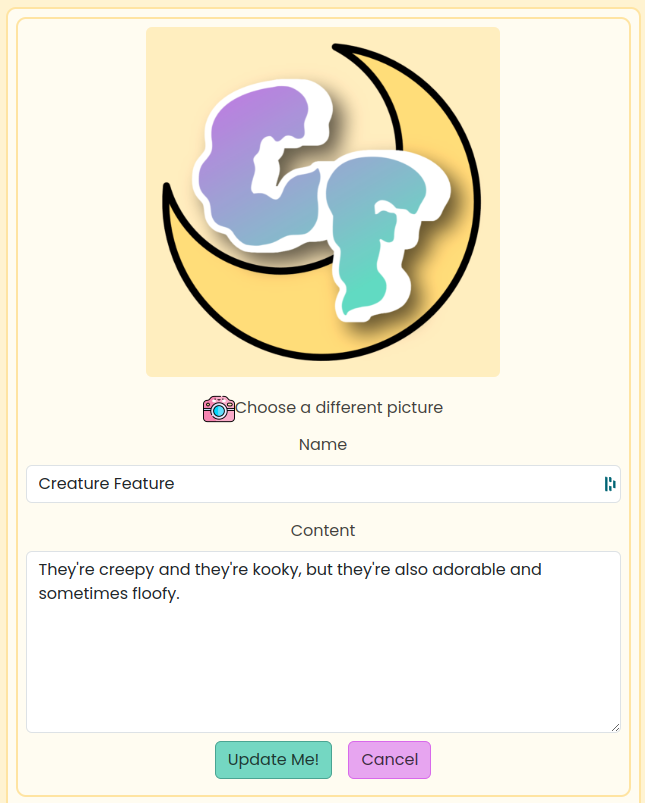 CF
Choose a different picture
Name
Creature Feature
Content
They're creepy and they're kooky, but they're also adorable and
sometimes floofy.
Update Me!
Cancel